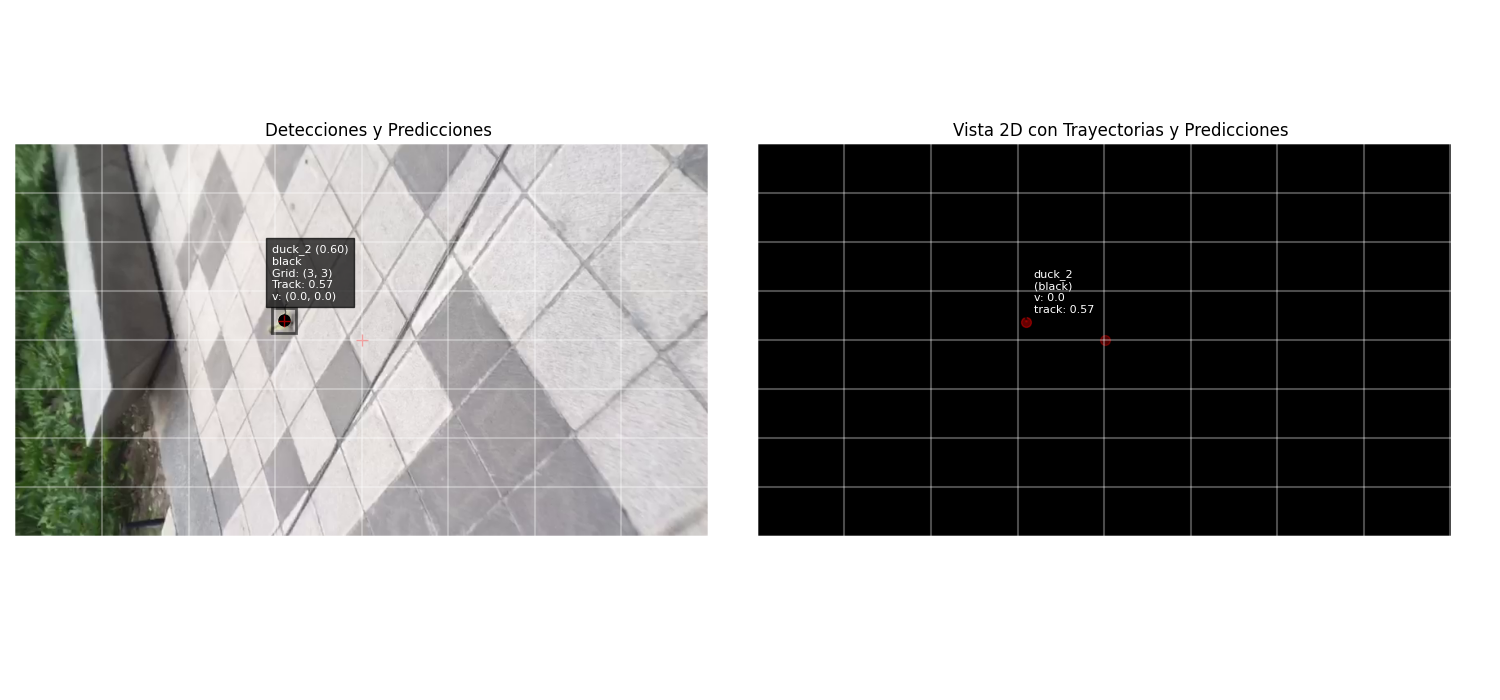 Detecciones y Predicciones
duck_2 (0.60)
black
Grid: (3, 3)
Track: 0.57
v: (0.0, 0.0)
Vista 2D con Trayectorias y Predicciones
duck_2
(black)
v: 0.0
track: 0.57